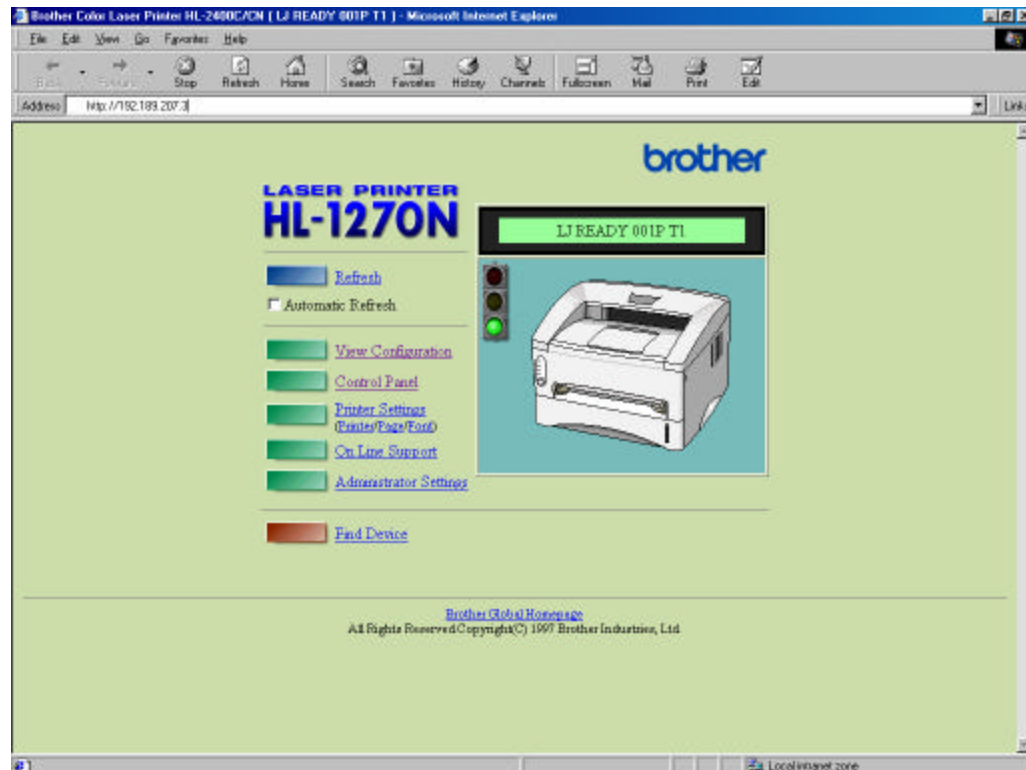 Brother Color Laser Printer HL-2400C/CN ( LJ READY 001P T1 ) - Microsoft Internet Explorer
File Edit View Go Favorites Help
Back Forward Stop Refresh Home Search Favorites History Channels Fullscreen Mail Print Edit
Address http://192.189.207.3 Links
brother
LASER PRINTER
HL-1270N
LJ READY 001P T1
Refresh
Automatic Refresh
View Configuration
Control Panel
Printer Settings
(Printer/Page/Font)
On Line Support
Administrator Settings
Find Device
Brother Global Homepage
All Rights Reserved Copyright(C) 1997 Brother Industries, Ltd.
Local intranet zone